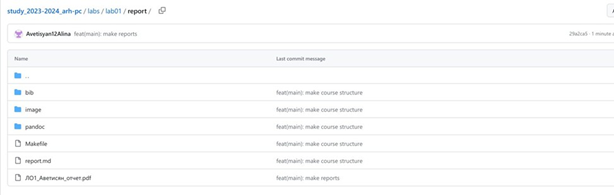 study_2023-2024_arh-pc / labs / lab01 / report /
Avetisyan12Alina feat(main): make reports 29a2ca5 · 1 minute a
Name Last commit message
..
bib feat(main): make course structure
image feat(main): make course structure
pandoc feat(main): make course structure
Makefile feat(main): make course structure
report.md feat(main): make course structure
ЛО1_Аветисян_отчет.pdf feat(main): make reports